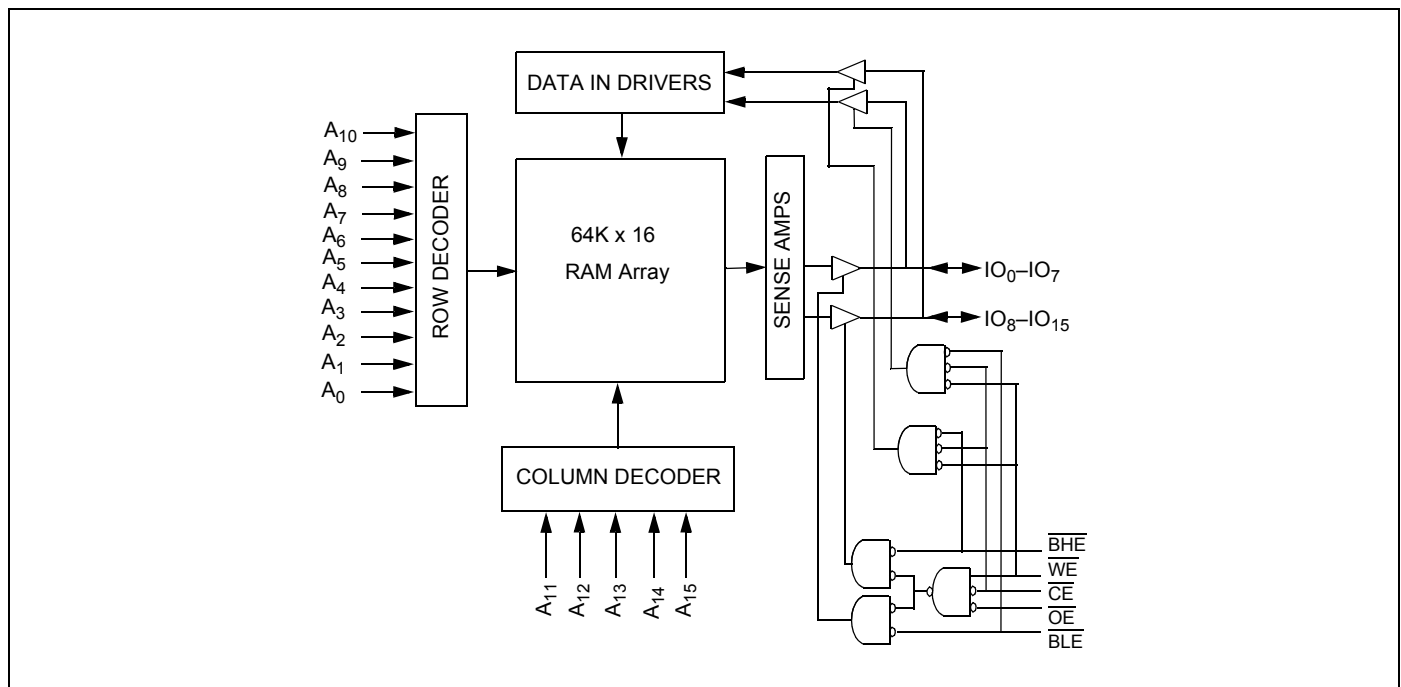 DATA IN DRIVERS
A10
A9
A8
A7
A6
A5
A4
A3
A2
A1
A0
ROW DECODER
64K x 16
RAM Array
SENSE AMPS
IO0–IO7
IO8–IO15
COLUMN DECODER
A11
A12
A13
A14
A15
BHE
WE
CE
OE
BLE